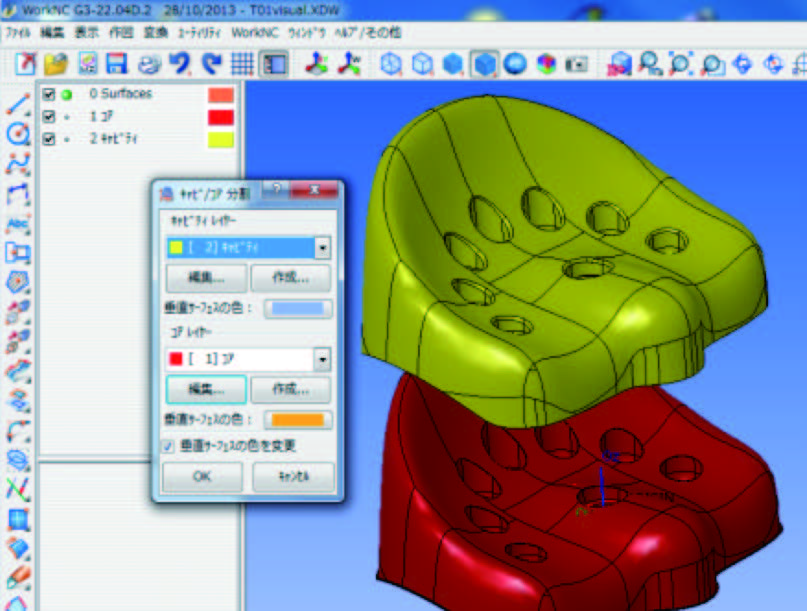 WorkNC G3-22.04D.2 28/10/2013 - T01visual.XDW
ファイル 編集 表示 作図 変換 ユーティリティ WorkNC ウィンドウ ヘルプ/その他
0 Surfaces
1 コア
2 キャビティ
キャビ/コア 分割
キャビティ レイヤー
[ 2] キャビティ
編集... 作成...
垂直サーフェスの色 :
コア レイヤー
[ 1] コア
編集... 作成...
垂直サーフェスの色 :
垂直サーフェスの色を変更
OK キャンセル
Abc